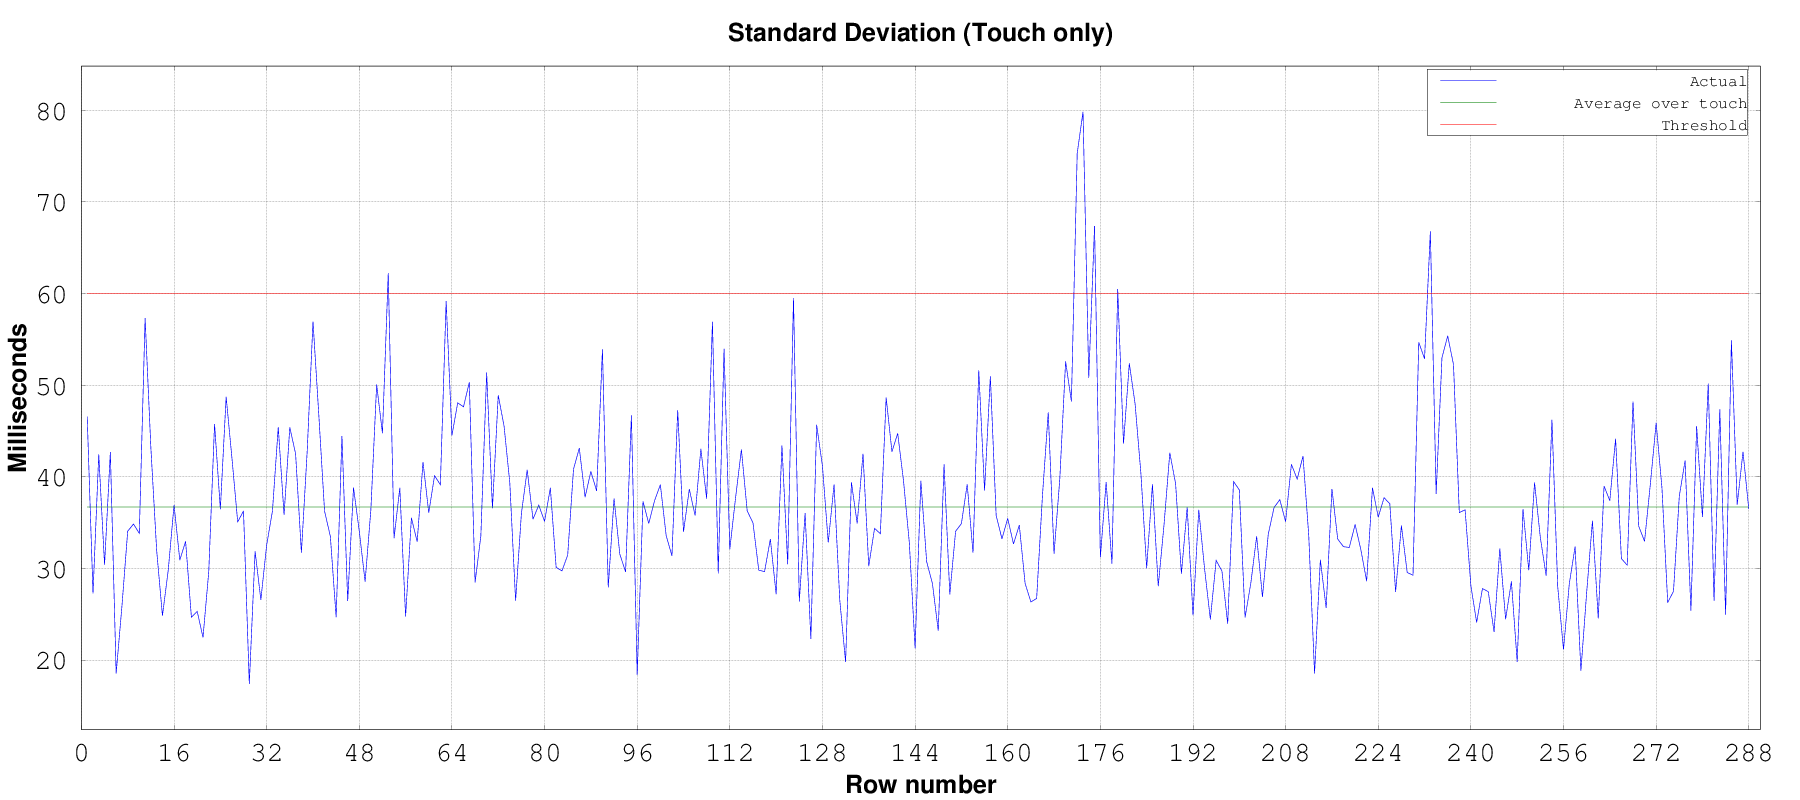 Standard Deviation (Touch only)
Actual
Average over touch
Threshold
80
70
60
50
40
30
20
Milliseconds
0 16 32 48 64 80 96 112 128 144 160 176 192 208 224 240 256 272 288
Row number